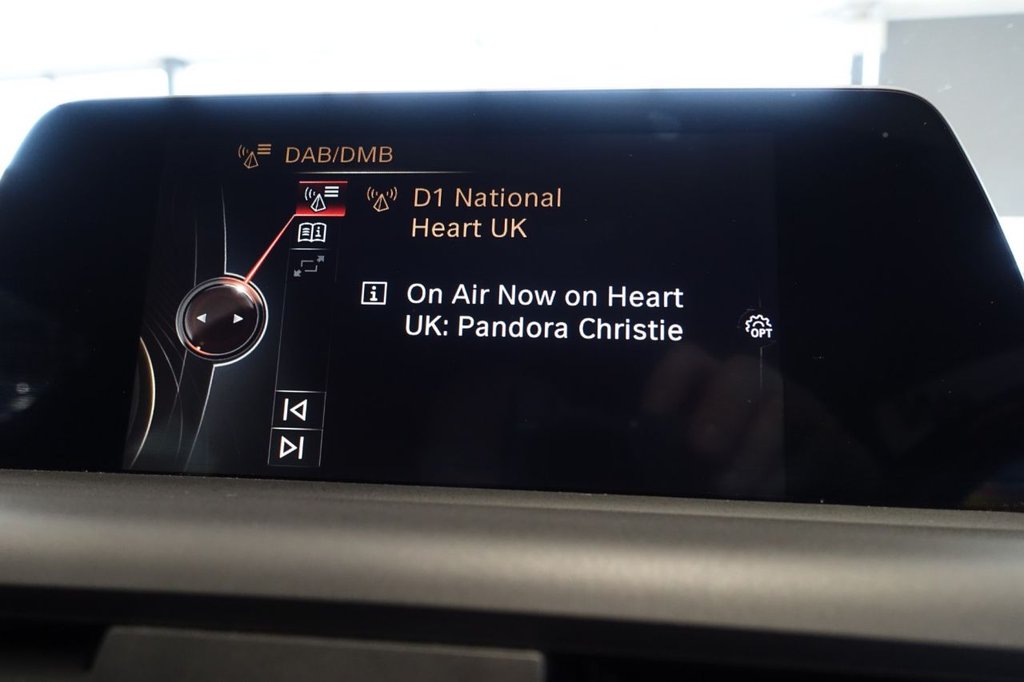 DAB/DMB
D1 National
Heart UK
On Air Now on Heart
UK: Pandora Christie
OPT